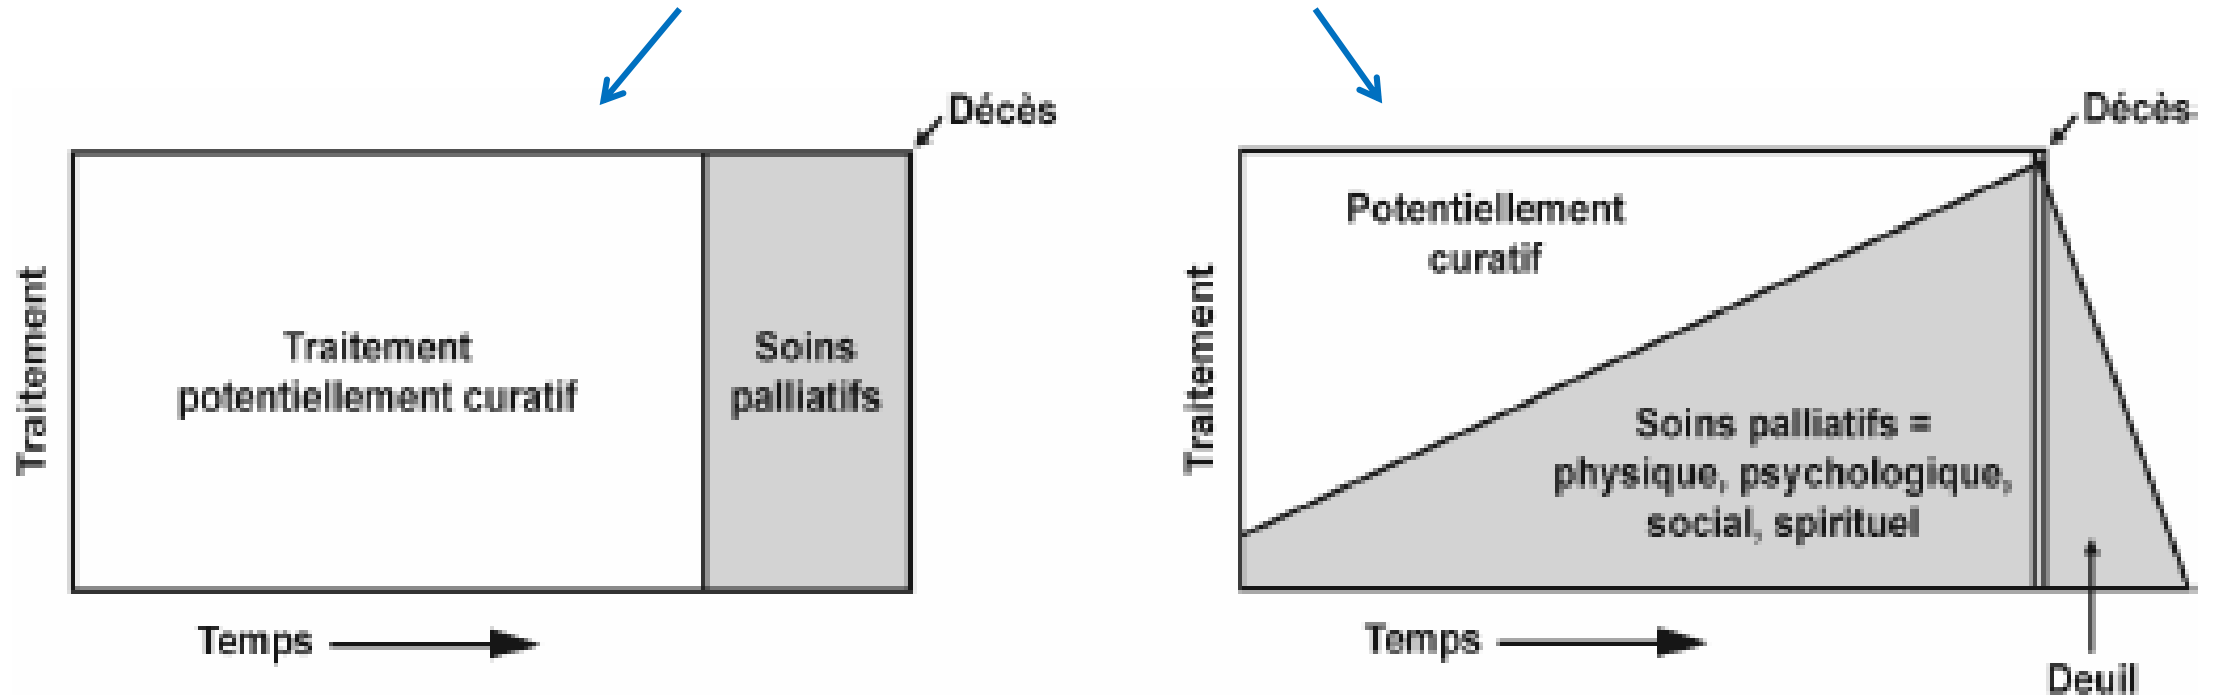 Décès
Traitement
Traitement
potentiellement curatif
Soins
palliatifs
Temps
Décès
Traitement
Potentiellement
curatif
Soins palliatifs =
physique, psychologique,
social, spirituel
Temps
Deuil